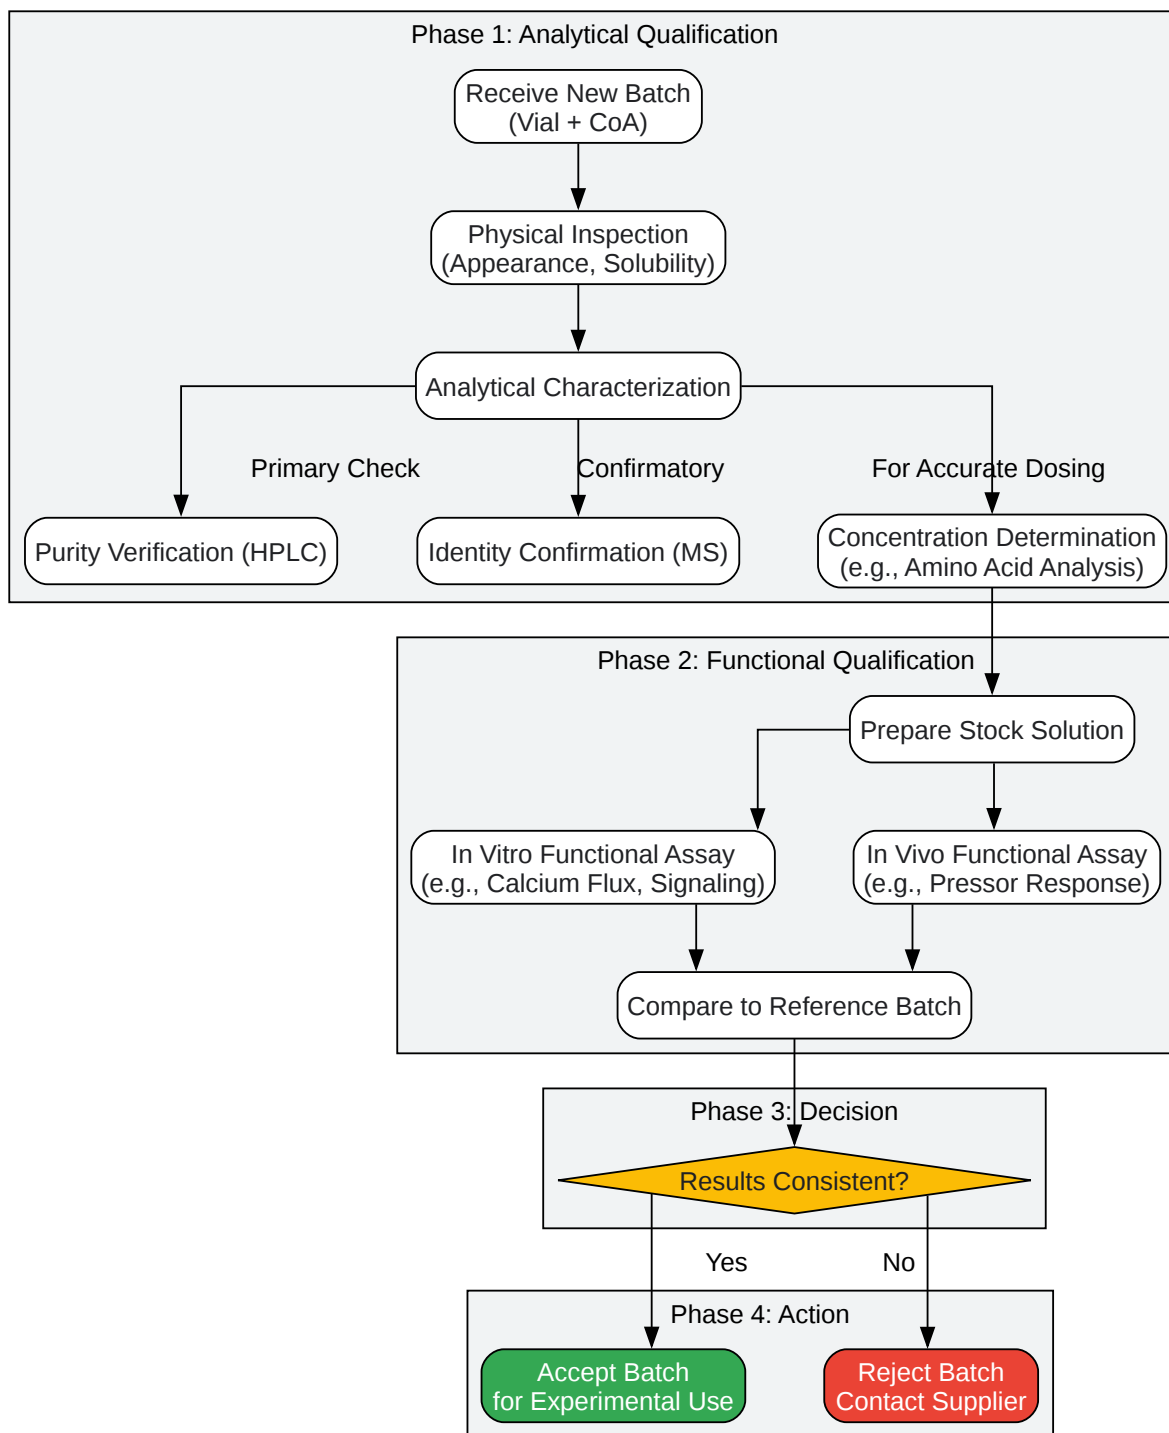 Phase 1: Analytical Qualification
Receive New Batch
(Vial + CoA)
Physical Inspection
(Appearance, Solubility)
Analytical Characterization
Primary Check
Confirmatory
For Accurate Dosing
Purity Verification (HPLC)
Identity Confirmation (MS)
Concentration Determination
(e.g., Amino Acid Analysis)
Phase 2: Functional Qualification
Prepare Stock Solution
In Vitro Functional Assay
(e.g., Calcium Flux, Signaling)
In Vivo Functional Assay
(e.g., Pressor Response)
Compare to Reference Batch
Phase 3: Decision
Results Consistent?
Yes
No
Phase 4: Action
Accept Batch
for Experimental Use
Reject Batch
Contact Supplier